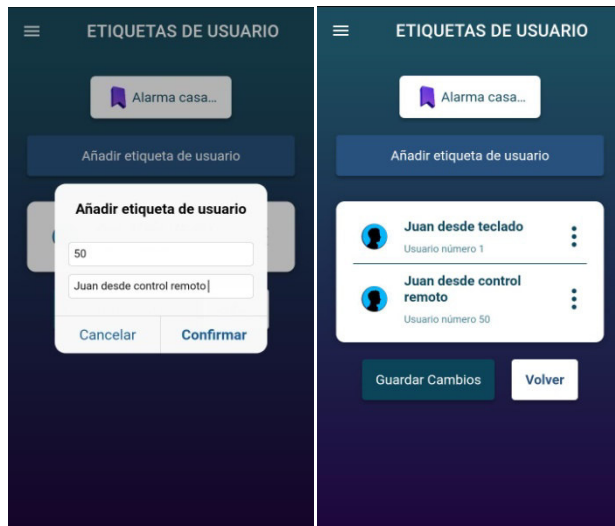 ETIQUETAS DE USUARIO
Alarma casa...
Añadir etiqueta de usuario
Añadir etiqueta de usuario
50
Juan desde control remoto
Cancelar
Confirmar
ETIQUETAS DE USUARIO
Alarma casa...
Añadir etiqueta de usuario
Juan desde teclado
Usuario número 1
Juan desde control
remoto
Usuario número 50
Guardar Cambios
Volver